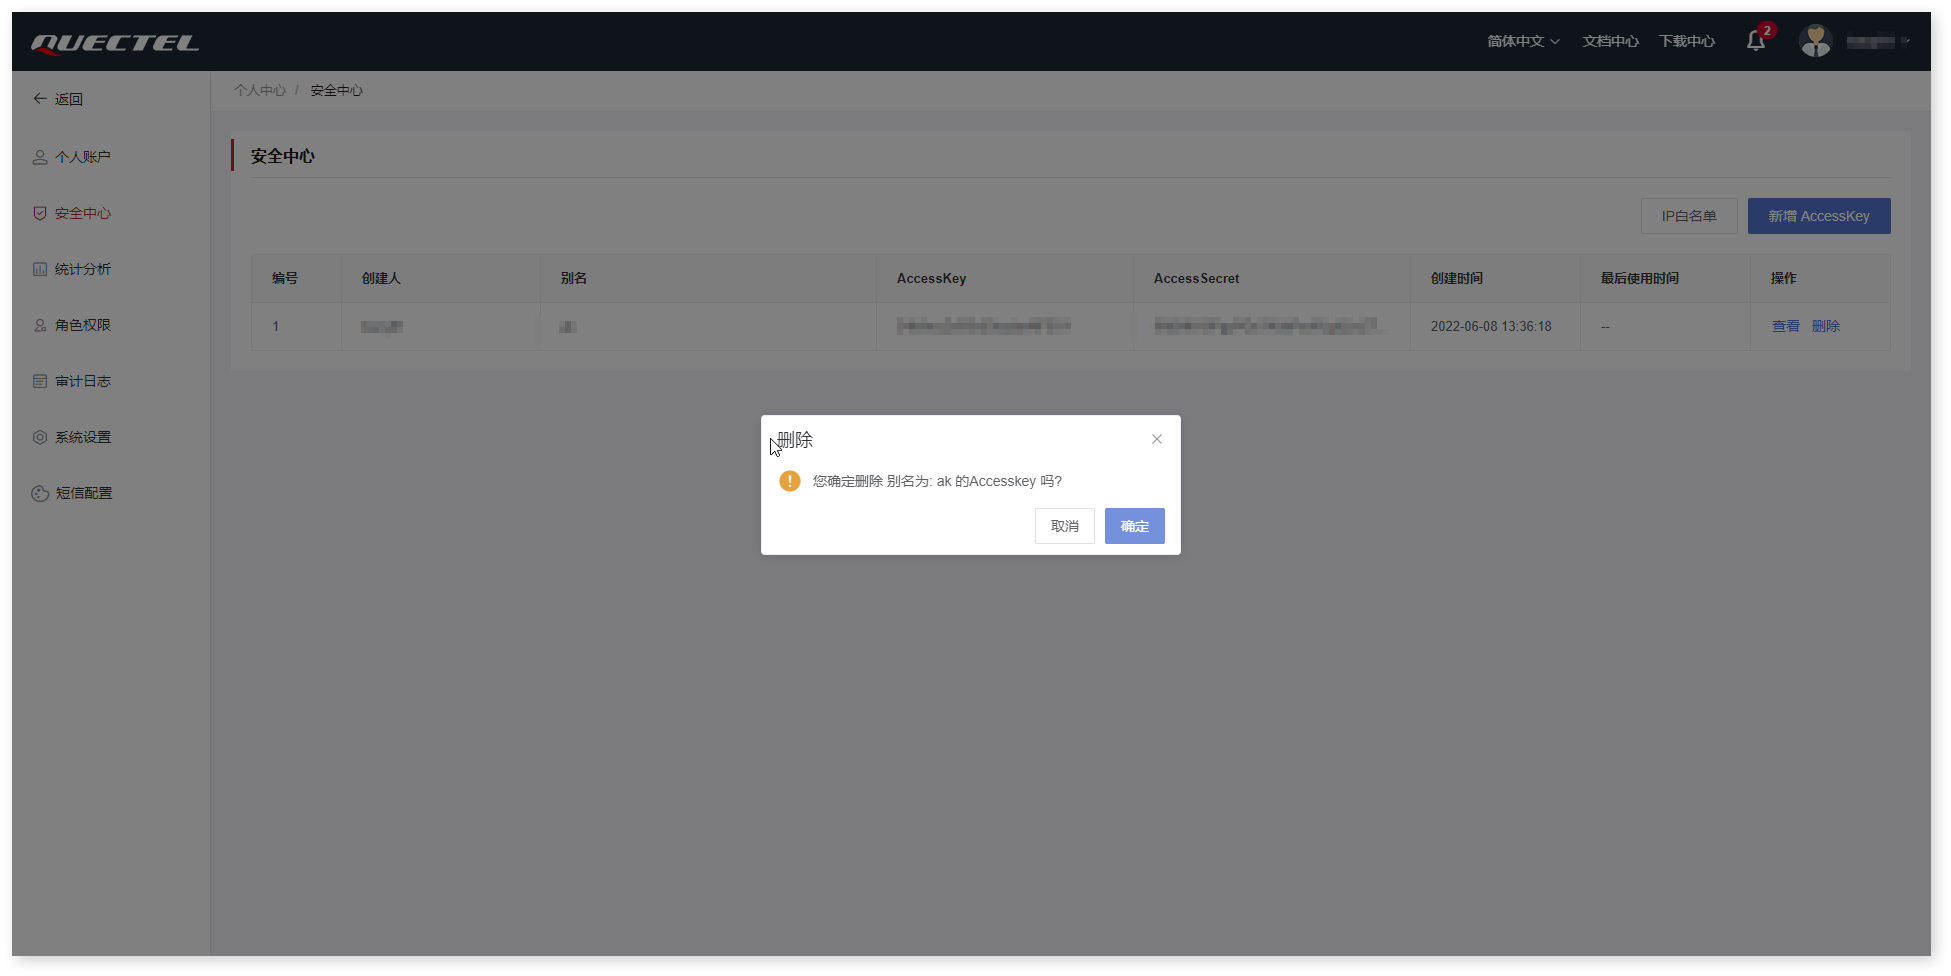 QUECTEL
简体中文 文档中心 下载中心 2
返回
个人账户
安全中心
统计分析
角色权限
审计日志
系统设置
短信配置
个人中心 / 安全中心
安全中心
IP白名单 新增 AccessKey
编号 创建人 别名 AccessKey AccessSecret 创建时间 最后使用时间 操作
1 2022-06-08 13:36:18 -- 查看 删除
删除
您确定删除 别名为: ak 的Accesskey 吗?
取消 确定